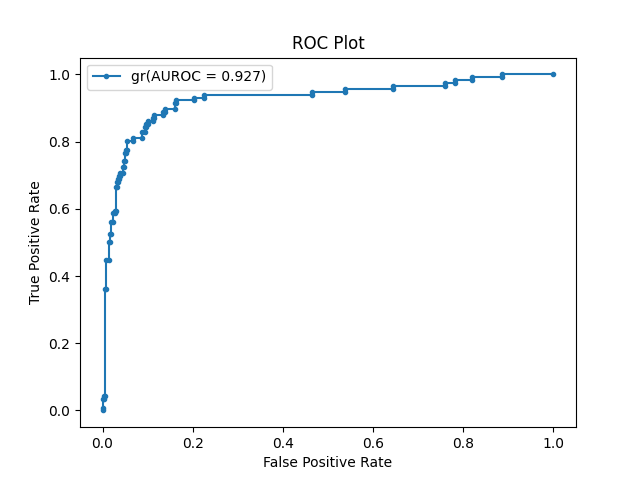 ROC Plot
gr(AUROC = 0.927)
1.0
0.8
0.6
0.4
0.2
0.0
True Positive Rate
0.0 0.2 0.4 0.6 0.8 1.0
False Positive Rate